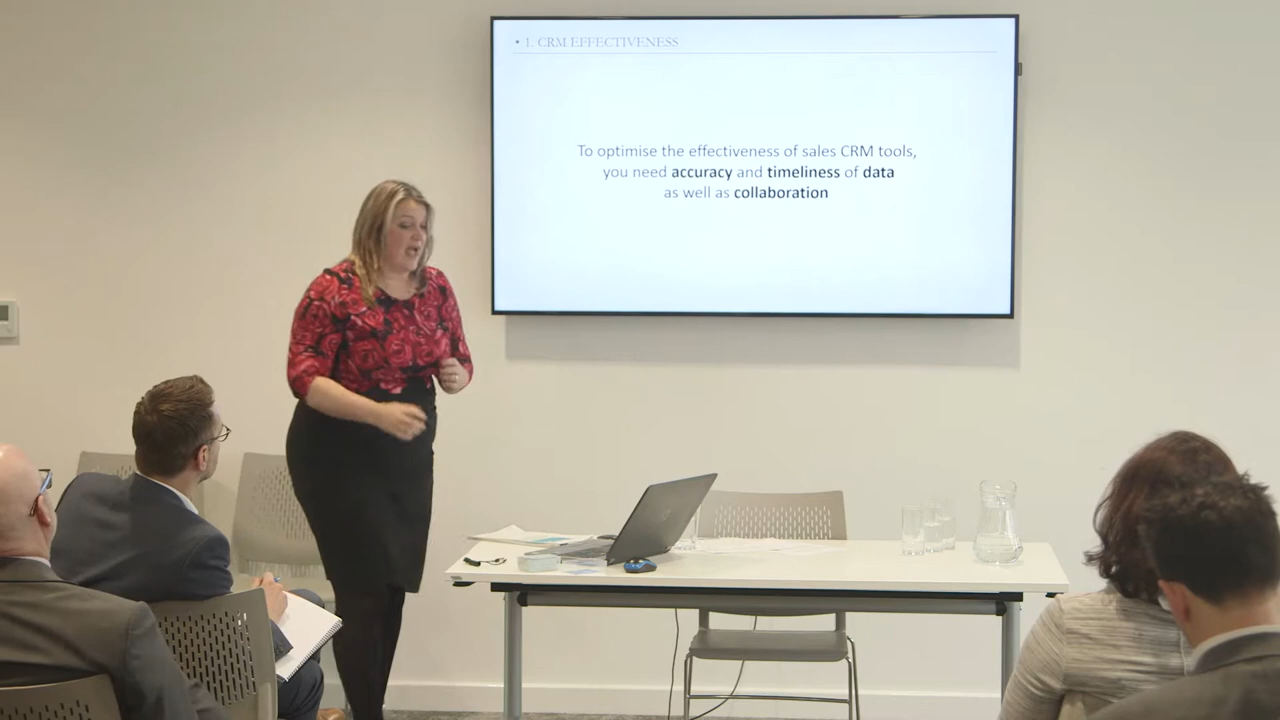 • 1. CRM EFFECTIVENESS
To optimise the effectiveness of sales CRM tools,
you need accuracy and timeliness of data
as well as collaboration